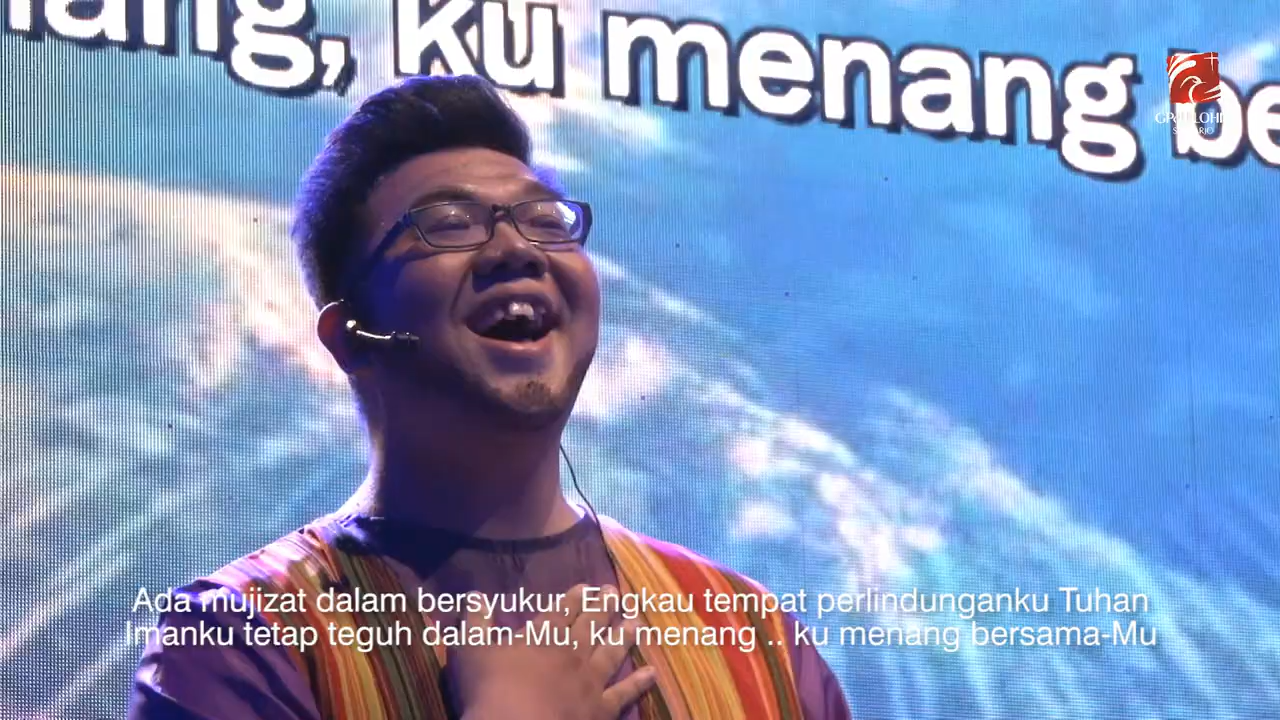 ku menang
Ada mujizat dalam bersyukur, Engkau tempat perlindunganku Tuhan
Imanku tetap teguh dalam-Mu, ku menang .. ku menang bersama-Mu